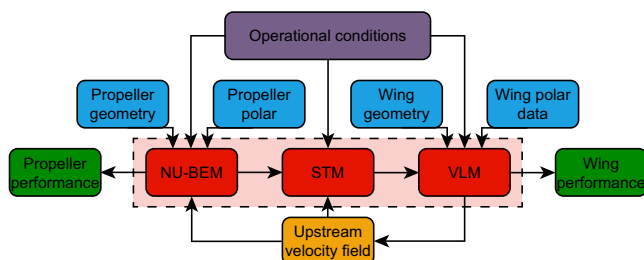 Operational conditions
Propeller
geometry
Propeller
polar
Wing
geometry
Wing polar
data
Propeller
performance
NU-BEM
STM
VLM
Wing
performance
Upstream
velocity field